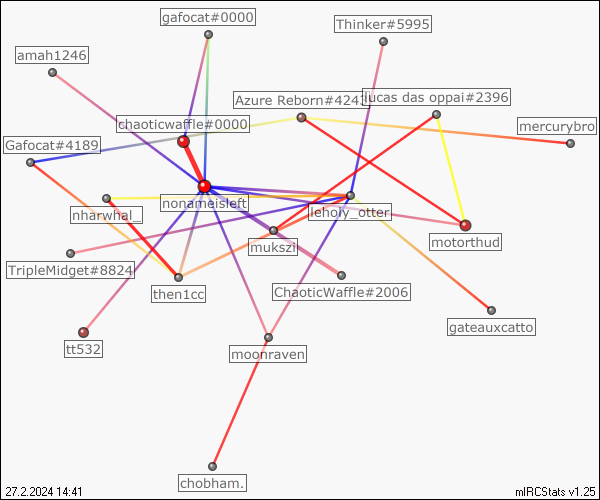 gafocat#0000
Thinker#5995
amah1246
Azure Reborn#4243
lucas das oppai#2396
chaoticwaffle#0000
mercurybro
Gafocat#4189
nonameisleft
nharwhal_
leholy_otter
mukszi
motorthud
TripleMidget#8824
then1cc
ChaoticWaffle#2006
gateauxcatto
tt532
moonraven
chobham.
27.2.2024 14:41
mIRCStats v1.25